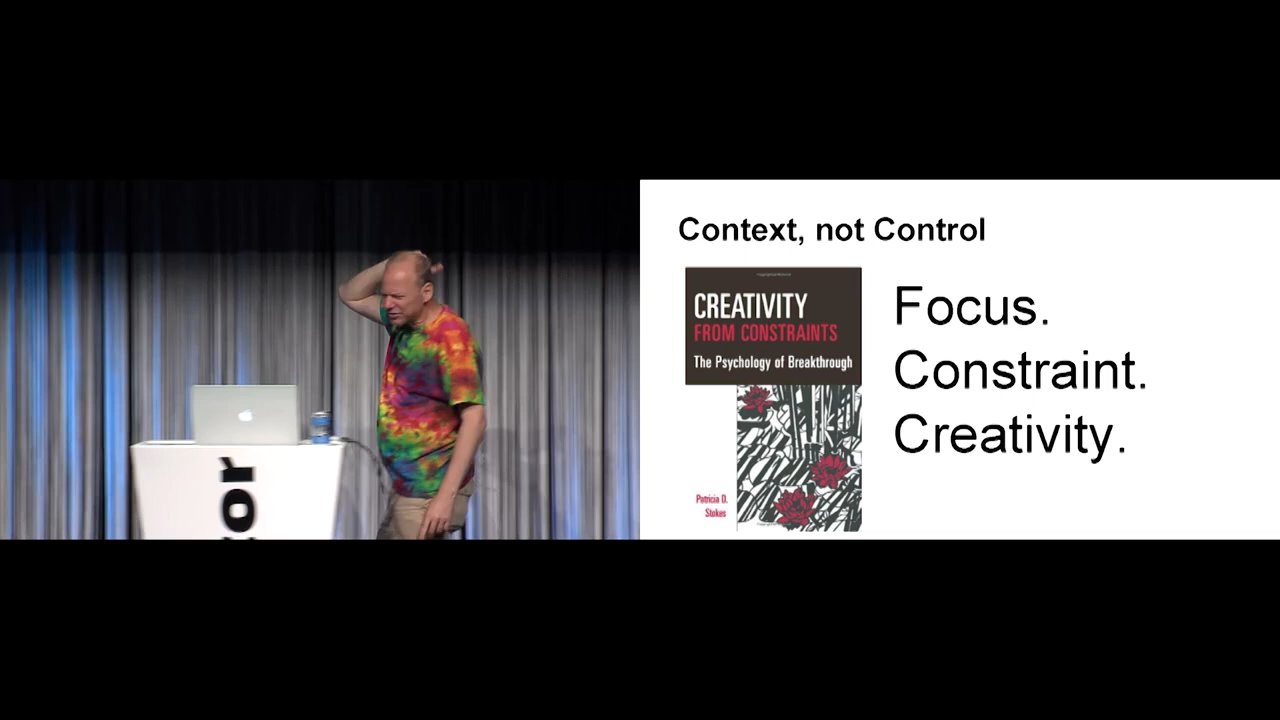 Context, not Control
CREATIVITY
FROM CONSTRAINTS
The Psychology of Breakthrough
Patricia D.
Stokes
Focus.
Constraint.
Creativity.